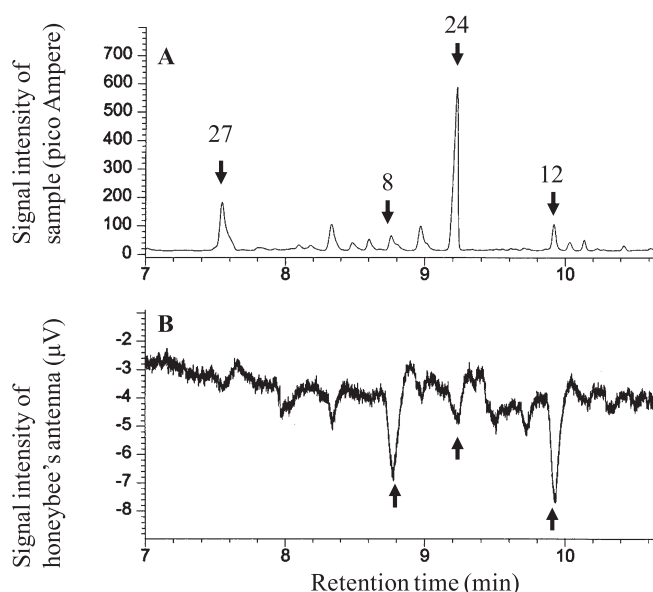 24
700
A
600
Signal intensity of
sample (pico Ampere)
500
27
400
8
12
300
200
100
0
7 8 9 10
B
-2
Signal intensity of
honeybee's antenna (μV)
-3
-4
-5
-6
-7
-8
7 8 9 10
Retention time (min)